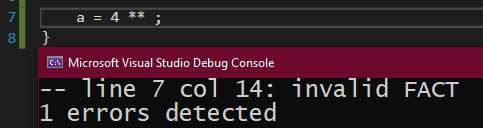 7 a = 4 ** ;
8 }
C:\ Microsoft Visual Studio Debug Console
-- line 7 col 14: invalid FACT
1 errors detected